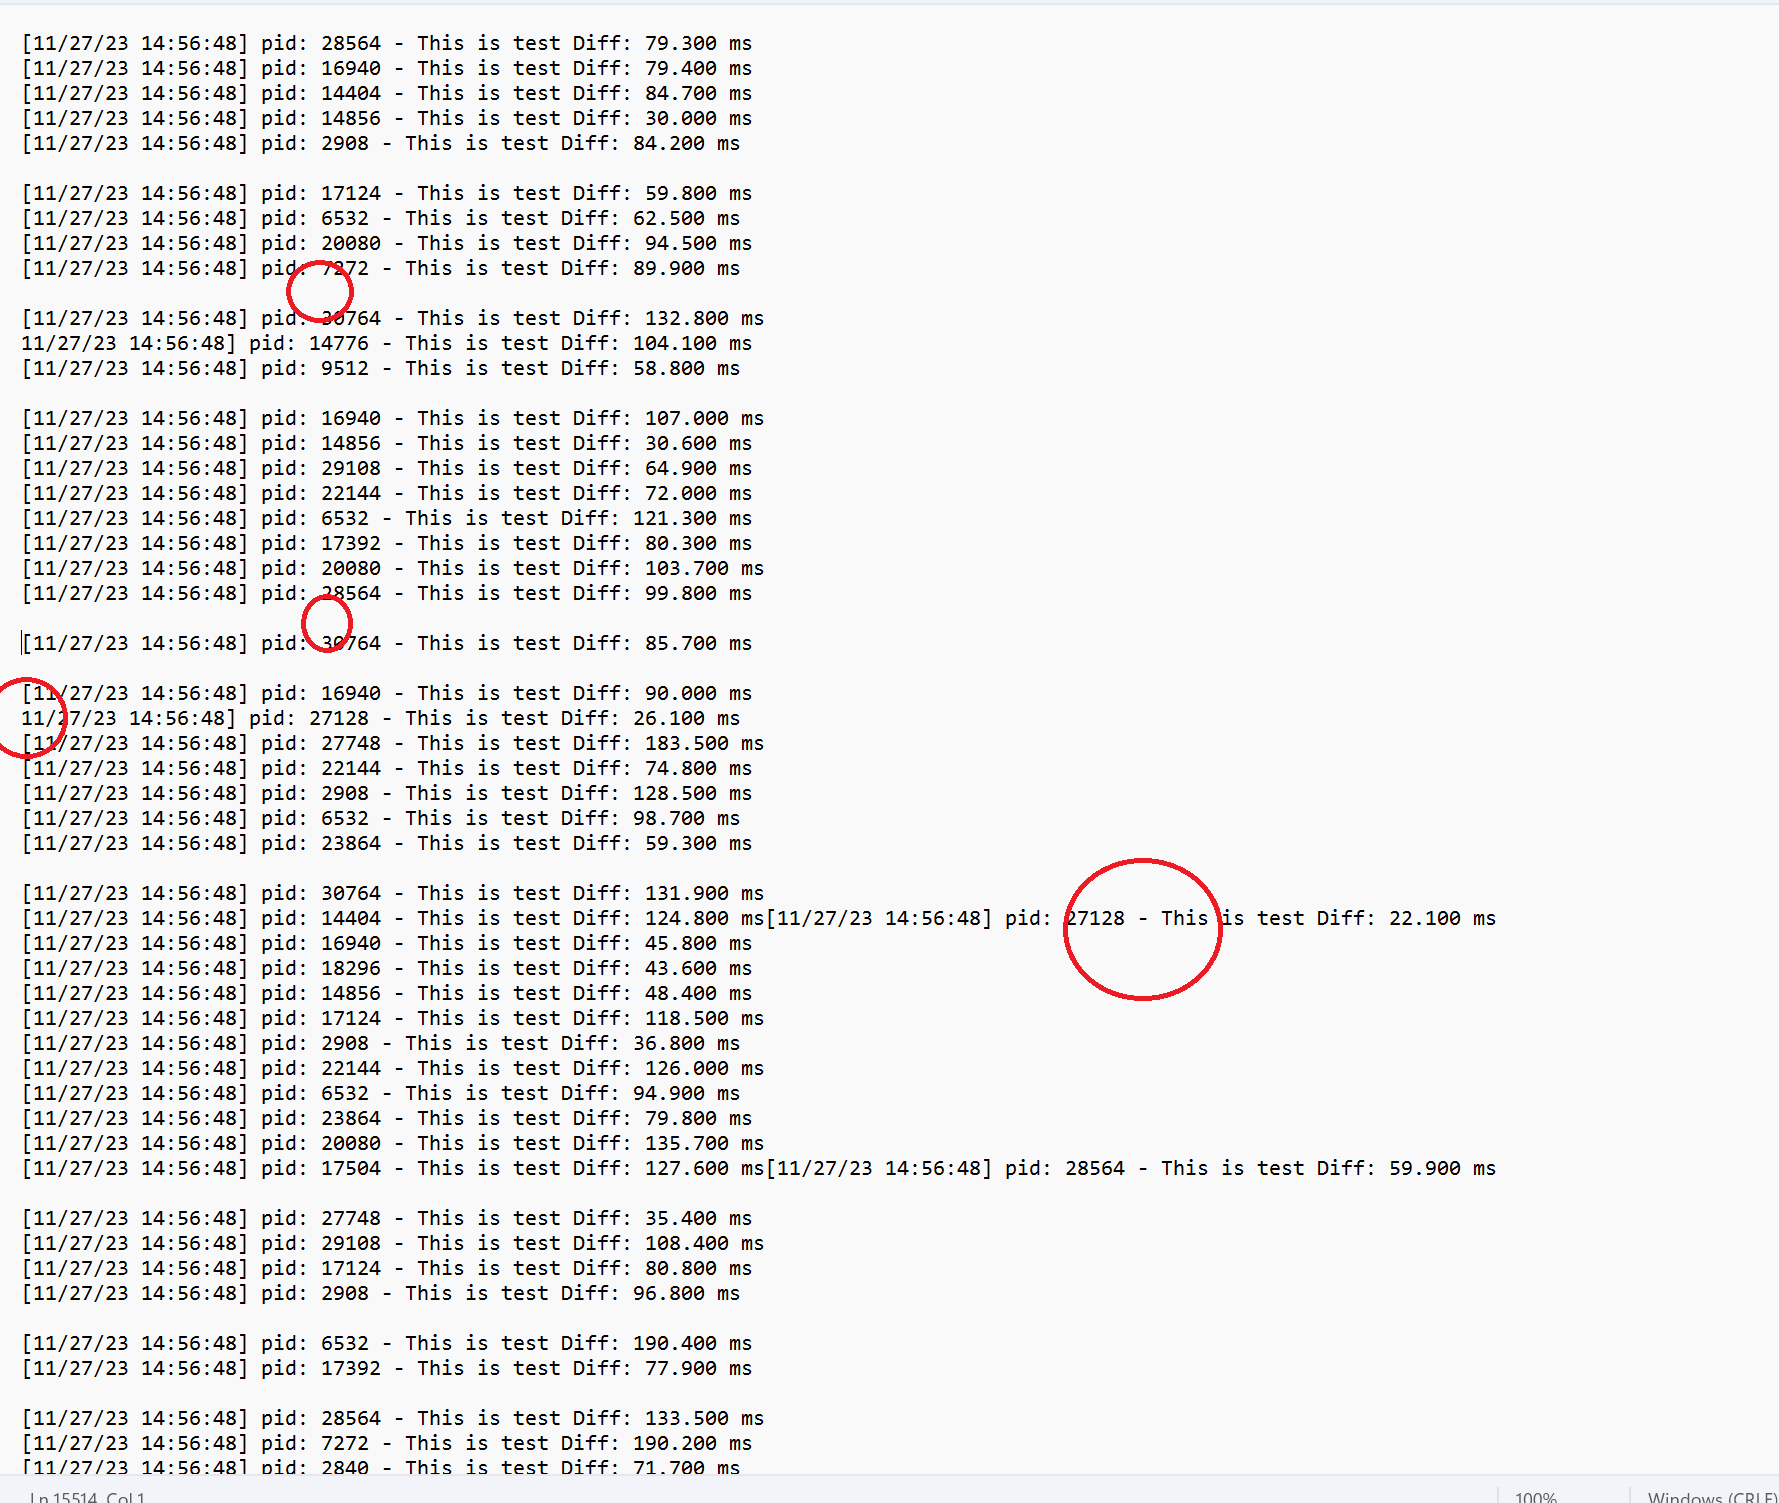 [11/27/23 14:56:48] pid: 28564 - This is test Diff: 79.300 ms
[11/27/23 14:56:48] pid: 16940 - This is test Diff: 79.400 ms
[11/27/23 14:56:48] pid: 14404 - This is test Diff: 84.700 ms
[11/27/23 14:56:48] pid: 14856 - This is test Diff: 30.000 ms
[11/27/23 14:56:48] pid: 2908 - This is test Diff: 84.200 ms
[11/27/23 14:56:48] pid: 17124 - This is test Diff: 59.800 ms
[11/27/23 14:56:48] pid: 6532 - This is test Diff: 62.500 ms
[11/27/23 14:56:48] pid: 20080 - This is test Diff: 94.500 ms
[11/27/23 14:56:48] pid: 7272 - This is test Diff: 89.900 ms
[11/27/23 14:56:48] pid: 30764 - This is test Diff: 132.800 ms
11/27/23 14:56:48] pid: 14776 - This is test Diff: 104.100 ms
[11/27/23 14:56:48] pid: 9512 - This is test Diff: 58.800 ms
[11/27/23 14:56:48] pid: 16940 - This is test Diff: 107.000 ms
[11/27/23 14:56:48] pid: 14856 - This is test Diff: 30.600 ms
[11/27/23 14:56:48] pid: 29108 - This is test Diff: 64.900 ms
[11/27/23 14:56:48] pid: 22144 - This is test Diff: 72.000 ms
[11/27/23 14:56:48] pid: 6532 - This is test Diff: 121.300 ms
[11/27/23 14:56:48] pid: 17392 - This is test Diff: 80.300 ms
[11/27/23 14:56:48] pid: 20080 - This is test Diff: 103.700 ms
[11/27/23 14:56:48] pid: 28564 - This is test Diff: 99.800 ms
[11/27/23 14:56:48] pid: 30764 - This is test Diff: 85.700 ms
[11/27/23 14:56:48] pid: 16940 - This is test Diff: 90.000 ms
11/27/23 14:56:48] pid: 27128 - This is test Diff: 26.100 ms
[11/27/23 14:56:48] pid: 27748 - This is test Diff: 183.500 ms
[11/27/23 14:56:48] pid: 22144 - This is test Diff: 74.800 ms
[11/27/23 14:56:48] pid: 2908 - This is test Diff: 128.500 ms
[11/27/23 14:56:48] pid: 6532 - This is test Diff: 98.700 ms
[11/27/23 14:56:48] pid: 23864 - This is test Diff: 59.300 ms
[11/27/23 14:56:48] pid: 30764 - This is test Diff: 131.900 ms
[11/27/23 14:56:48] pid: 14404 - This is test Diff: 124.800 ms[11/27/23 14:56:48] pid: 27128 - This is test Diff: 22.100 ms
[11/27/23 14:56:48] pid: 16940 - This is test Diff: 45.800 ms
[11/27/23 14:56:48] pid: 18296 - This is test Diff: 43.600 ms
[11/27/23 14:56:48] pid: 14856 - This is test Diff: 48.400 ms
[11/27/23 14:56:48] pid: 17124 - This is test Diff: 118.500 ms
[11/27/23 14:56:48] pid: 2908 - This is test Diff: 36.800 ms
[11/27/23 14:56:48] pid: 22144 - This is test Diff: 126.000 ms
[11/27/23 14:56:48] pid: 6532 - This is test Diff: 94.900 ms
[11/27/23 14:56:48] pid: 23864 - This is test Diff: 79.800 ms
[11/27/23 14:56:48] pid: 20080 - This is test Diff: 135.700 ms
[11/27/23 14:56:48] pid: 17504 - This is test Diff: 127.600 ms[11/27/23 14:56:48] pid: 28564 - This is test Diff: 59.900 ms
[11/27/23 14:56:48] pid: 27748 - This is test Diff: 35.400 ms
[11/27/23 14:56:48] pid: 29108 - This is test Diff: 108.400 ms
[11/27/23 14:56:48] pid: 17124 - This is test Diff: 80.800 ms
[11/27/23 14:56:48] pid: 2908 - This is test Diff: 96.800 ms
[11/27/23 14:56:48] pid: 6532 - This is test Diff: 190.400 ms
[11/27/23 14:56:48] pid: 17392 - This is test Diff: 77.900 ms
[11/27/23 14:56:48] pid: 28564 - This is test Diff: 133.500 ms
[11/27/23 14:56:48] pid: 7272 - This is test Diff: 190.200 ms
[11/27/23 14:56:48] pid: 2840 - This is test Diff: 71.700 ms
Ln 15514, Col 1 100% Windows (CRLF)